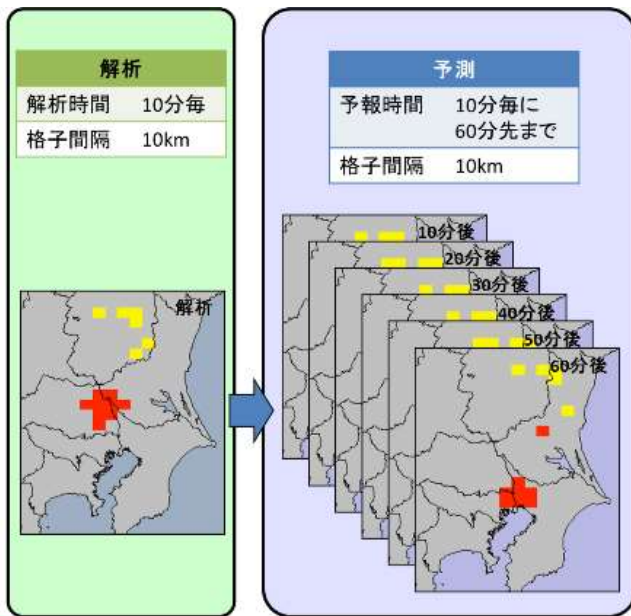 解析
解析時間 10分毎
格子間隔 10km
解析
予測
予報時間 10分毎に
60分先まで
格子間隔 10km
10分後
20分後
30分後
40分後
50分後
60分後